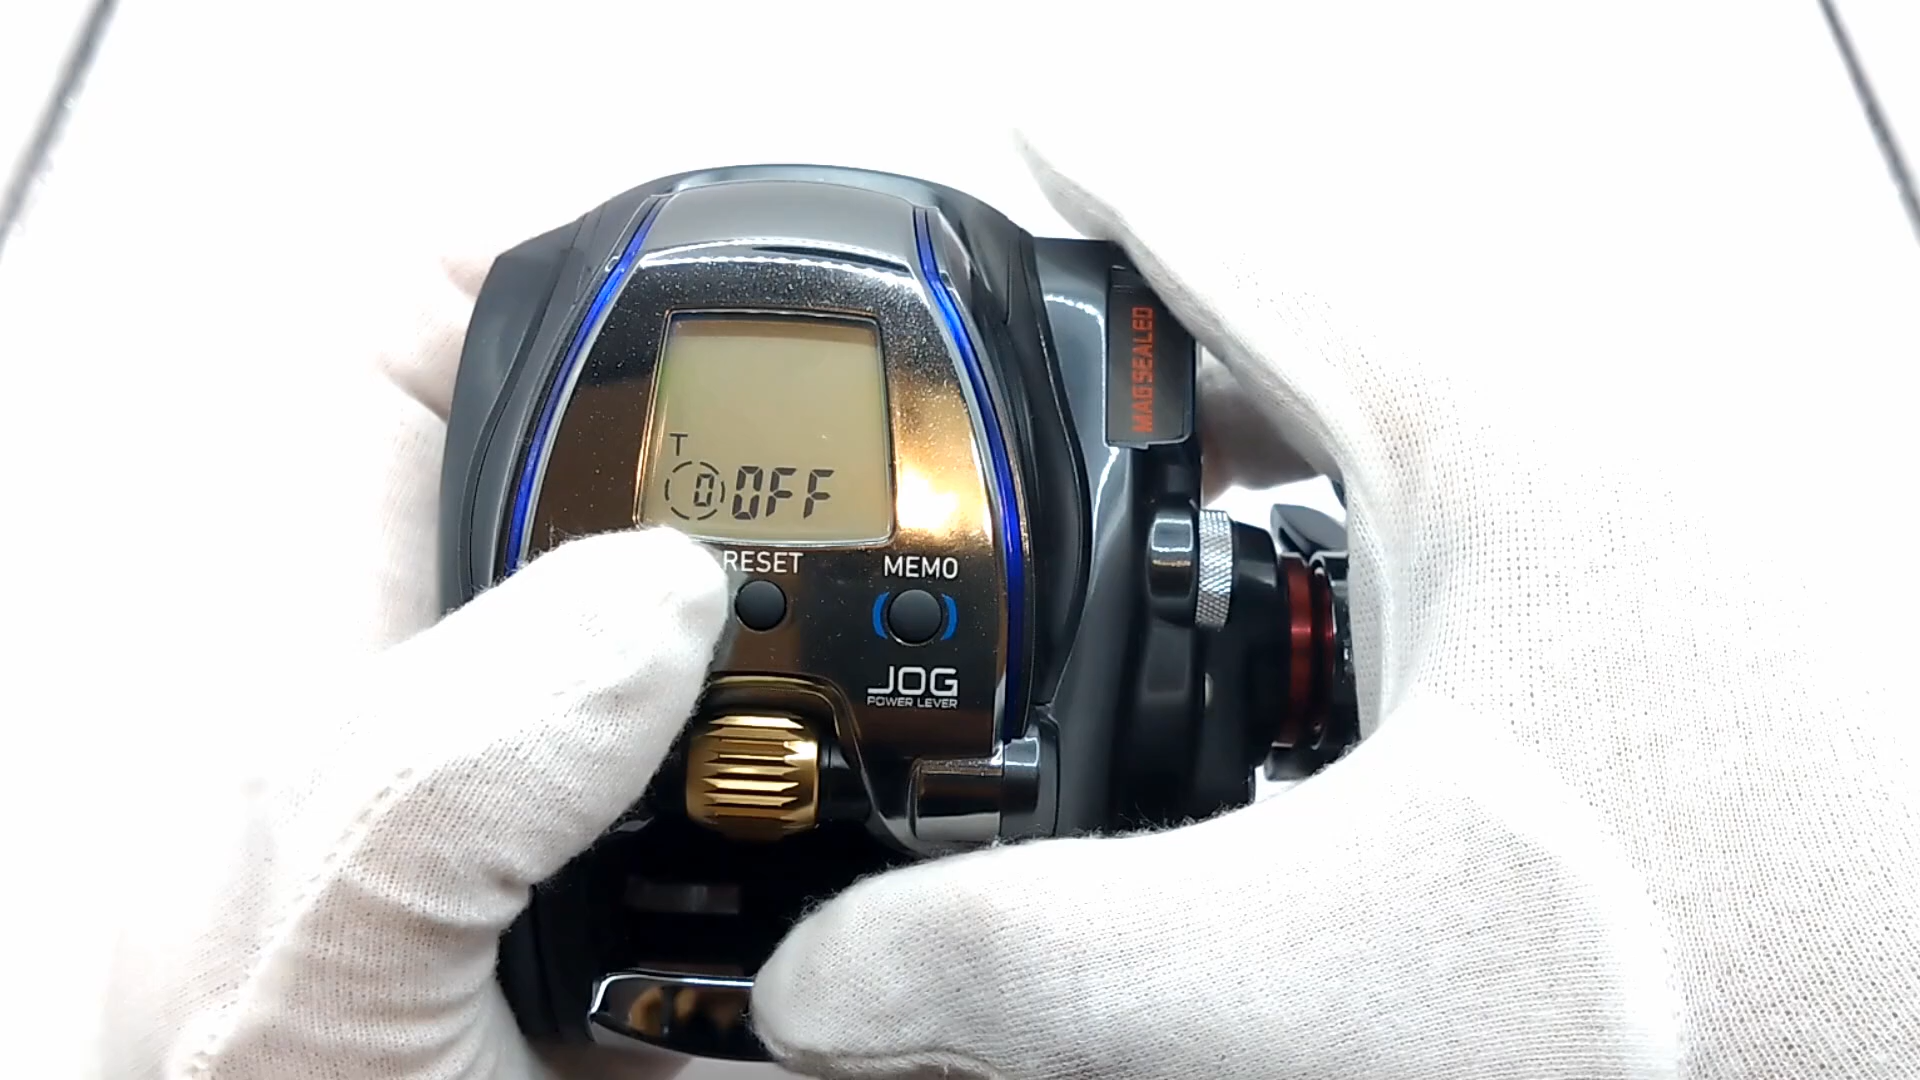 T
0 OFF
RESET
MEMO
JOG
POWER LEVER
MAGSEALED